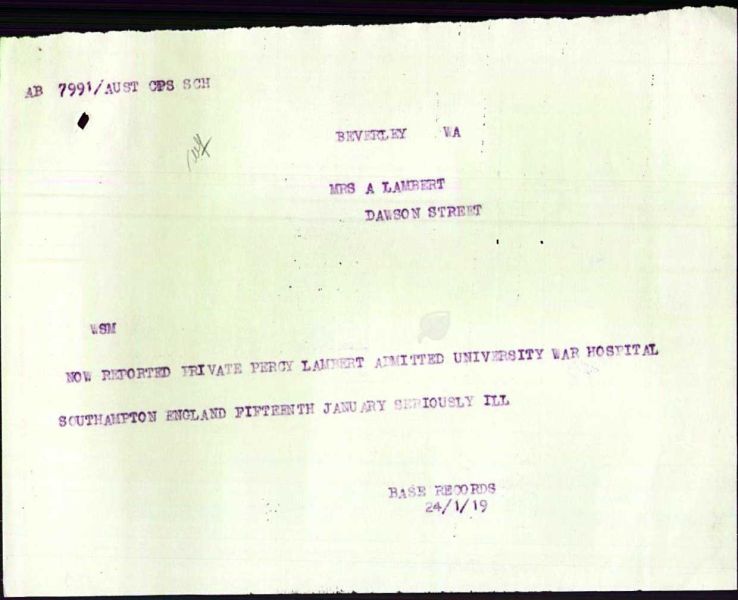 AB 7991/AUST CPS SCH
BEVERLEY WA
MRS A LAMBERT
DAWSON STREET
WSM
NOW REPORTED PRIVATE PERCY LAMBERT ADMITTED UNIVERSITY WAR HOSPITAL
SOUTHAMPTON ENGLAND FIFTEENTH JANUARY SERIOUSLY ILL
BASE RECORDS
24/1/19